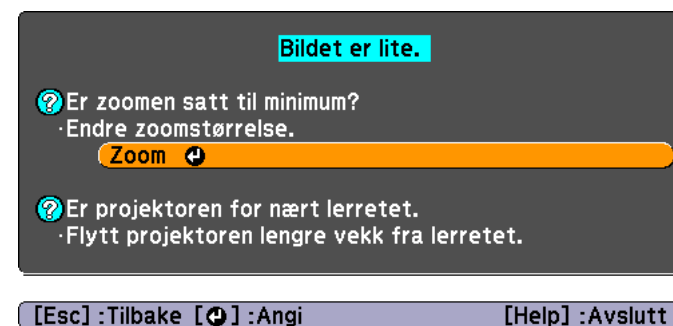 Bildet er lite.
Er zoomen satt til minimum?
·Endre zoomstørrelse.
Zoom
Er projektoren for nært lerretet.
·Flytt projektoren lengre vekk fra lerretet.
[Esc] :Tilbake [⏎] :Angi [Help] :Avslutt